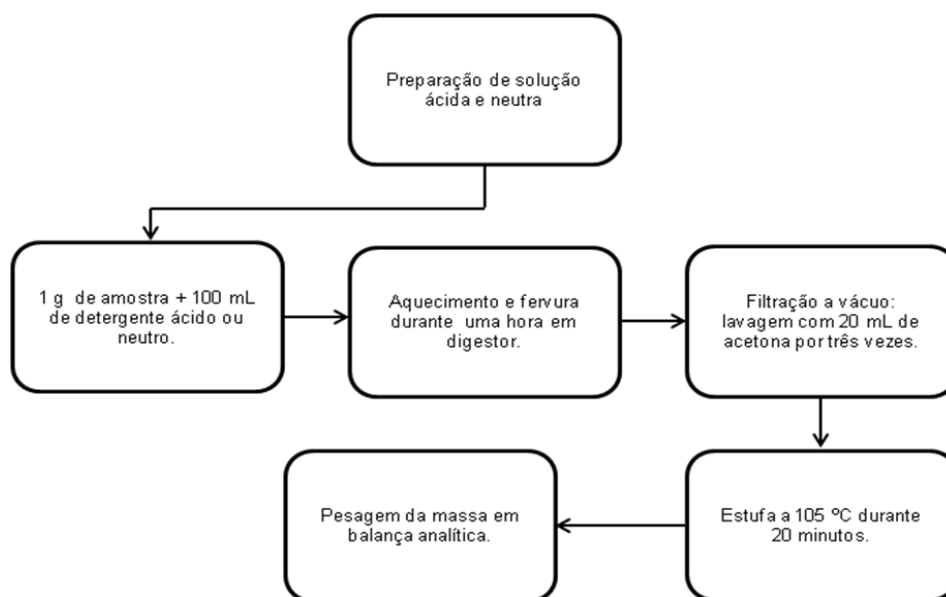 Preparação de solução
ácida e neutra
1 g de amostra + 100 mL
de detergente ácido ou
neutro.
Aquecimento e fervura
durante uma hora em
digestor.
Filtração a vácuo:
lavagem com 20 mL de
acetona por três vezes.
Estufa a 105 ºC durante
20 minutos.
Pesagem da massa em
balança analítica.